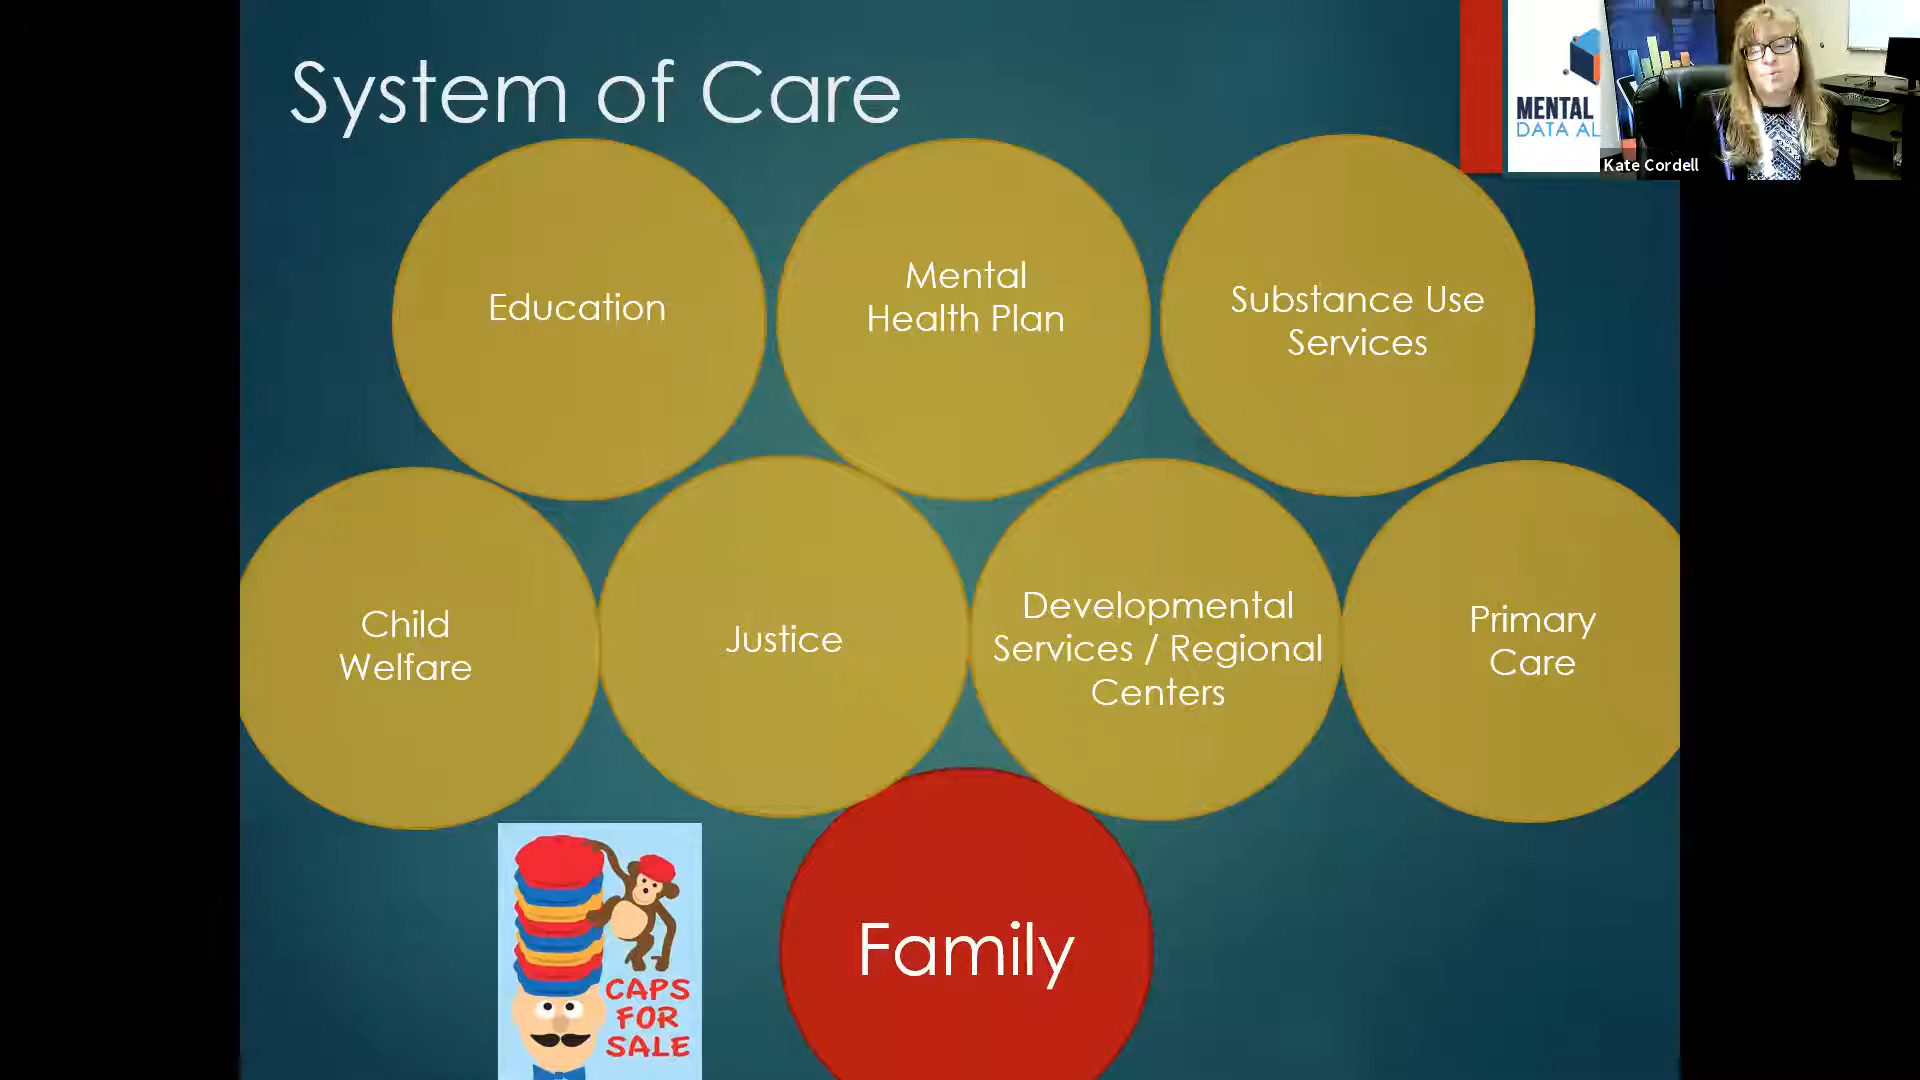 System of Care
MENTAL
DATA AL
Kate Cordell
Education
Mental
Health Plan
Substance Use
Services
Child
Welfare
Justice
Developmental
Services / Regional
Centers
Primary
Care
Family
CAPS
FOR
SALE